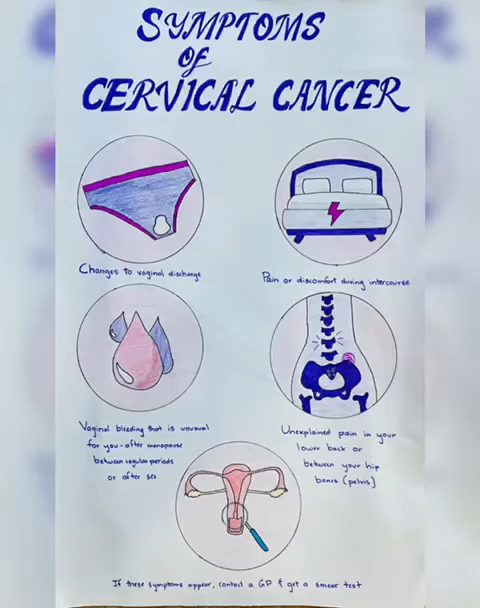 SYMPTOMS
OF
CERVICAL CANCER
Changes to vaginal discharge
Pain or discomfort during intercourse
Vaginal bleeding that is unusual
for you - after menopause
between regular periods
or after sex
Unexplained pain in your
lower back or
between your hip
bones (pelvis)
If these symptoms appear, contact a GP & get a smear test